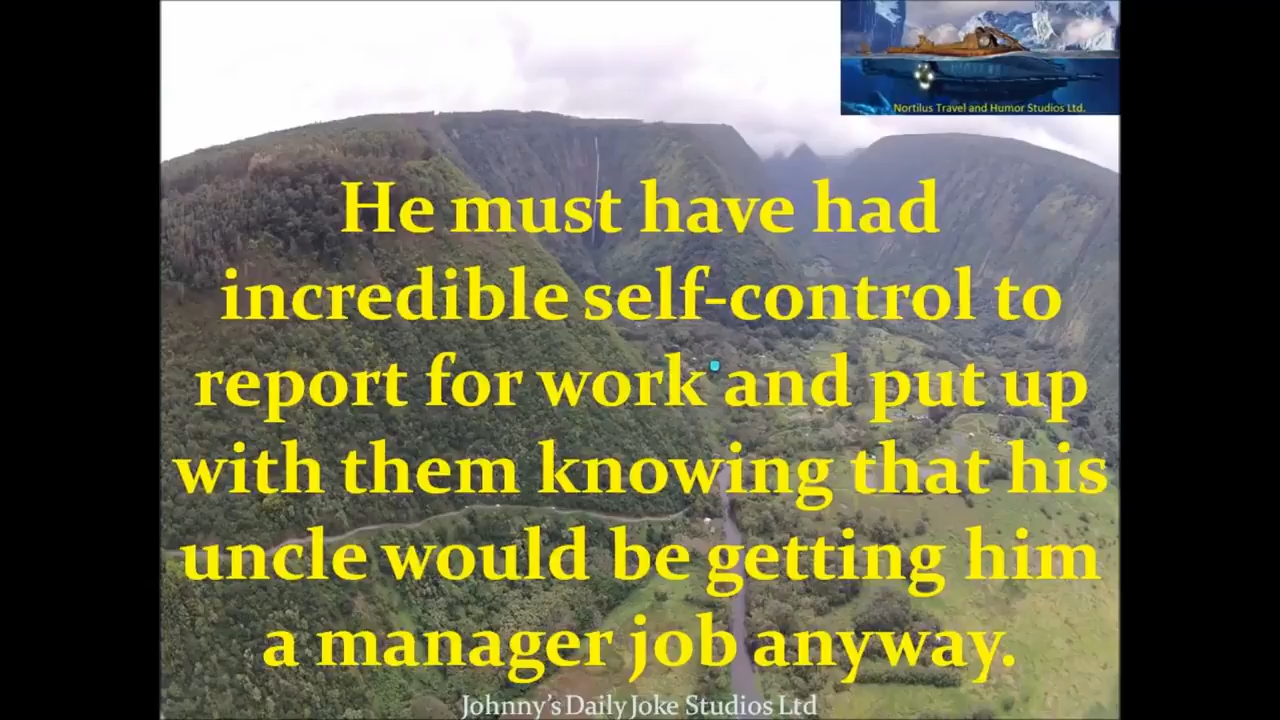 Nortilus Travel and Humor Studios Ltd.
He must have had
incredible self-control to
report for work and put up
with them knowing that his
uncle would be getting him
a manager job anyway.
Johnny's Daily Joke Studios Ltd